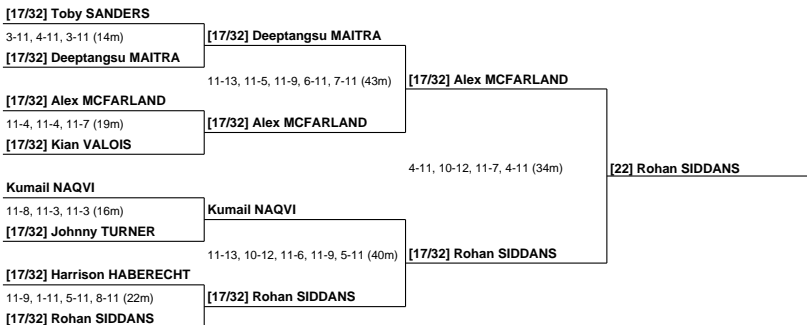 [17/32] Toby SANDERS
3-11, 4-11, 3-11 (14m)
[17/32] Deeptangsu MAITRA
[17/32] Deeptangsu MAITRA
11-13, 11-5, 11-9, 6-11, 7-11 (43m)
[17/32] Alex MCFARLAND
[17/32] Alex MCFARLAND
11-4, 11-4, 11-7 (19m)
[17/32] Alex MCFARLAND
[17/32] Kian VALOIS
4-11, 10-12, 11-7, 4-11 (34m)
[22] Rohan SIDDANS
Kumail NAQVI
11-8, 11-3, 11-3 (16m)
Kumail NAQVI
[17/32] Johnny TURNER
11-13, 10-12, 11-6, 11-9, 5-11 (40m)
[17/32] Rohan SIDDANS
[17/32] Harrison HABERECHT
11-9, 1-11, 5-11, 8-11 (22m)
[17/32] Rohan SIDDANS
[17/32] Rohan SIDDANS